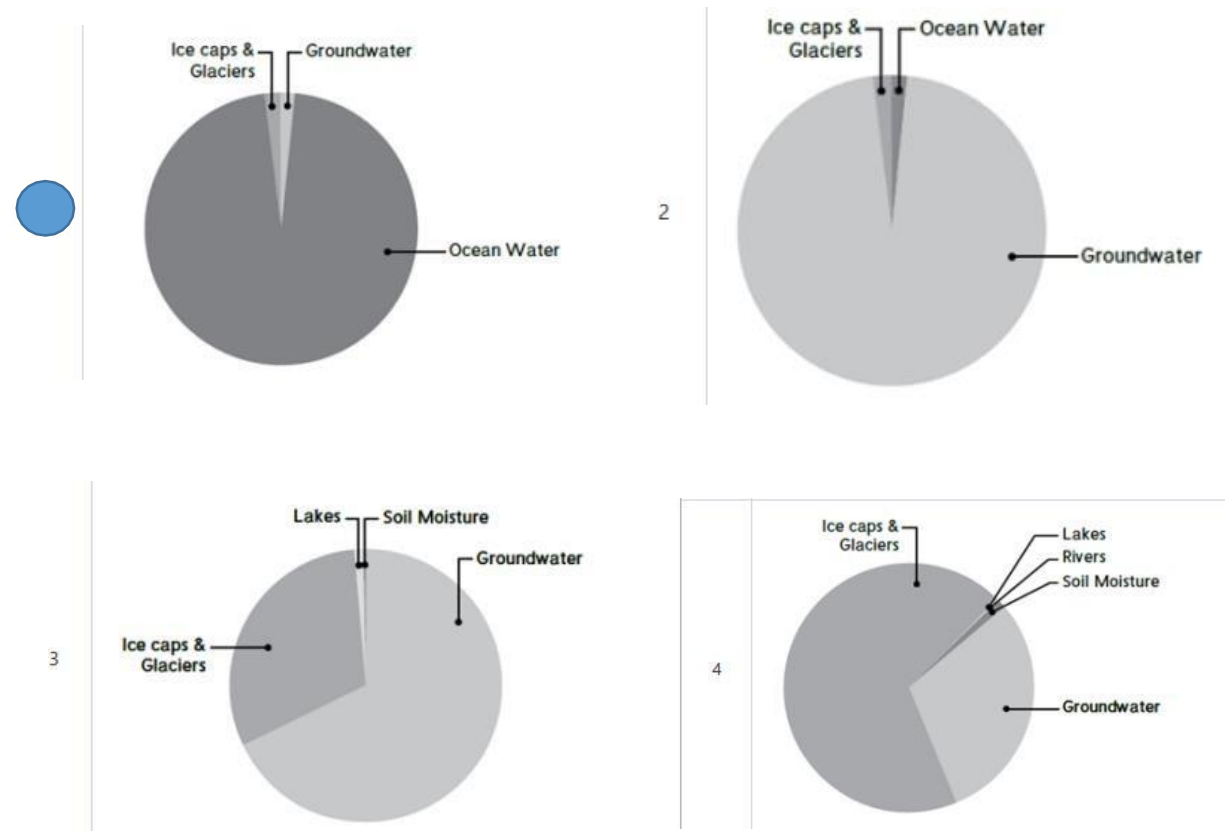 Ice caps &
Glaciers
Groundwater
Ocean Water
2
Ice caps &
Glaciers
Ocean Water
Groundwater
3
Lakes
Soil Moisture
Groundwater
Ice caps &
Glaciers
4
Ice caps &
Glaciers
Lakes
Rivers
Soil Moisture
Groundwater